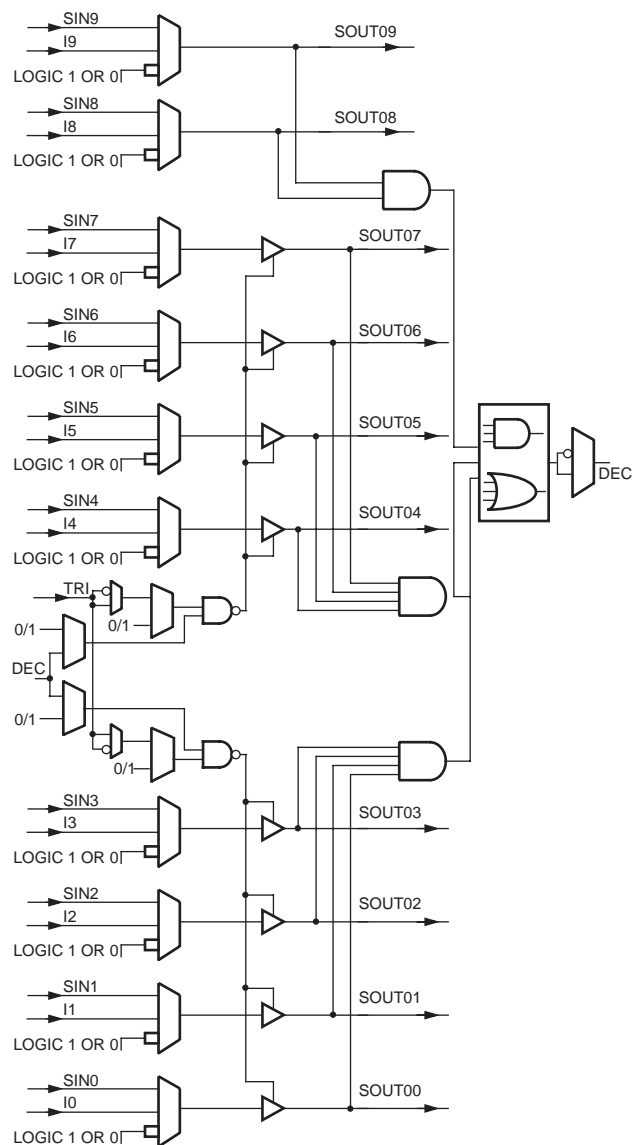 SIN9
I9
SOUT09
LOGIC 1 OR 0
SIN8
I8
SOUT08
LOGIC 1 OR 0
SIN7
I7
SOUT07
LOGIC 1 OR 0
SIN6
I6
SOUT06
LOGIC 1 OR 0
SIN5
I5
SOUT05
LOGIC 1 OR 0
DEC
SIN4
I4
SOUT04
LOGIC 1 OR 0
TRI
0/1
0/1
DEC
0/1
0/1
SIN3
I3
SOUT03
LOGIC 1 OR 0
SIN2
I2
SOUT02
LOGIC 1 OR 0
SIN1
I1
SOUT01
LOGIC 1 OR 0
SIN0
I0
SOUT00
LOGIC 1 OR 0